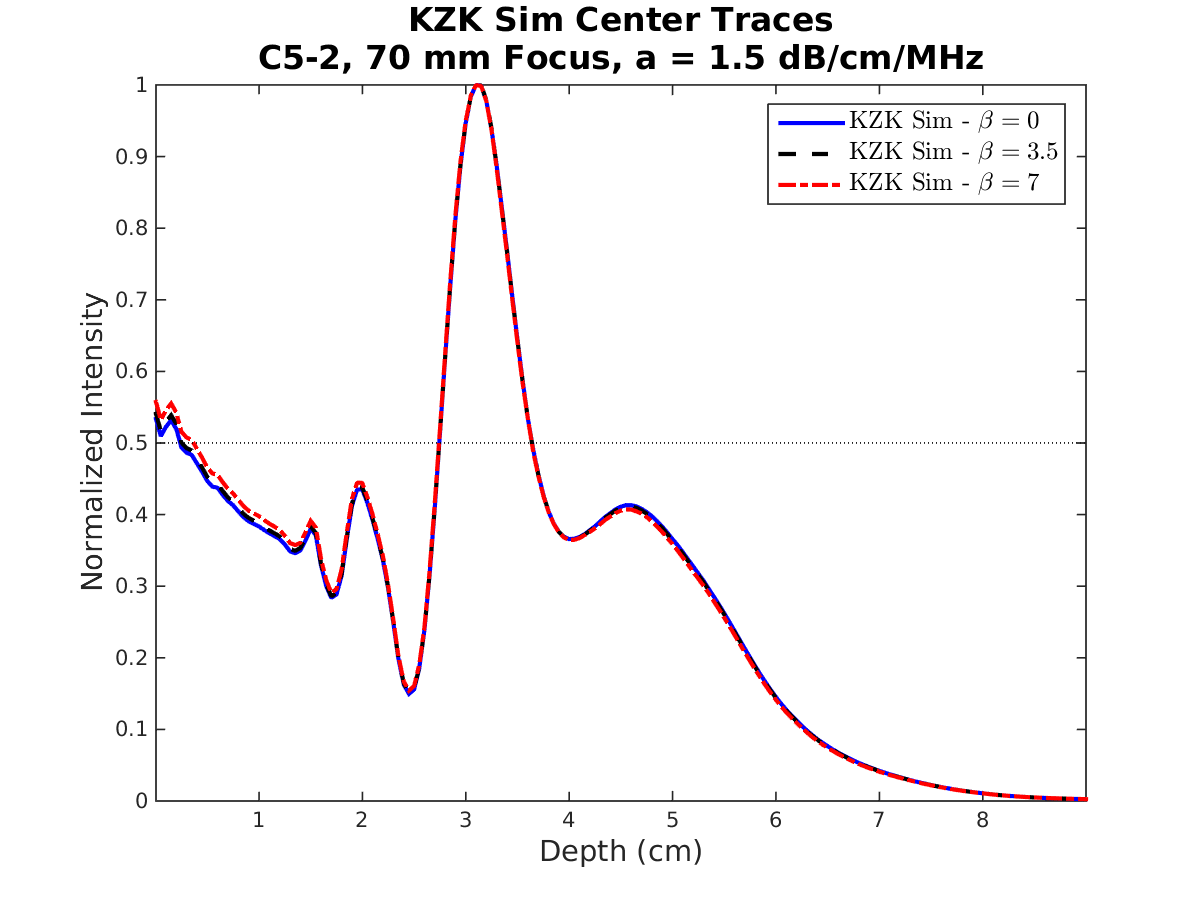 KZK Sim Center Traces
C5-2, 70 mm Focus, a = 1.5 dB/cm/MHz
KZK Sim - β = 0
KZK Sim - β = 3.5
KZK Sim - β = 7
Normalized Intensity
1
0.9
0.8
0.7
0.6
0.5
0.4
0.3
0.2
0.1
0
1 2 3 4 5 6 7 8
Depth (cm)